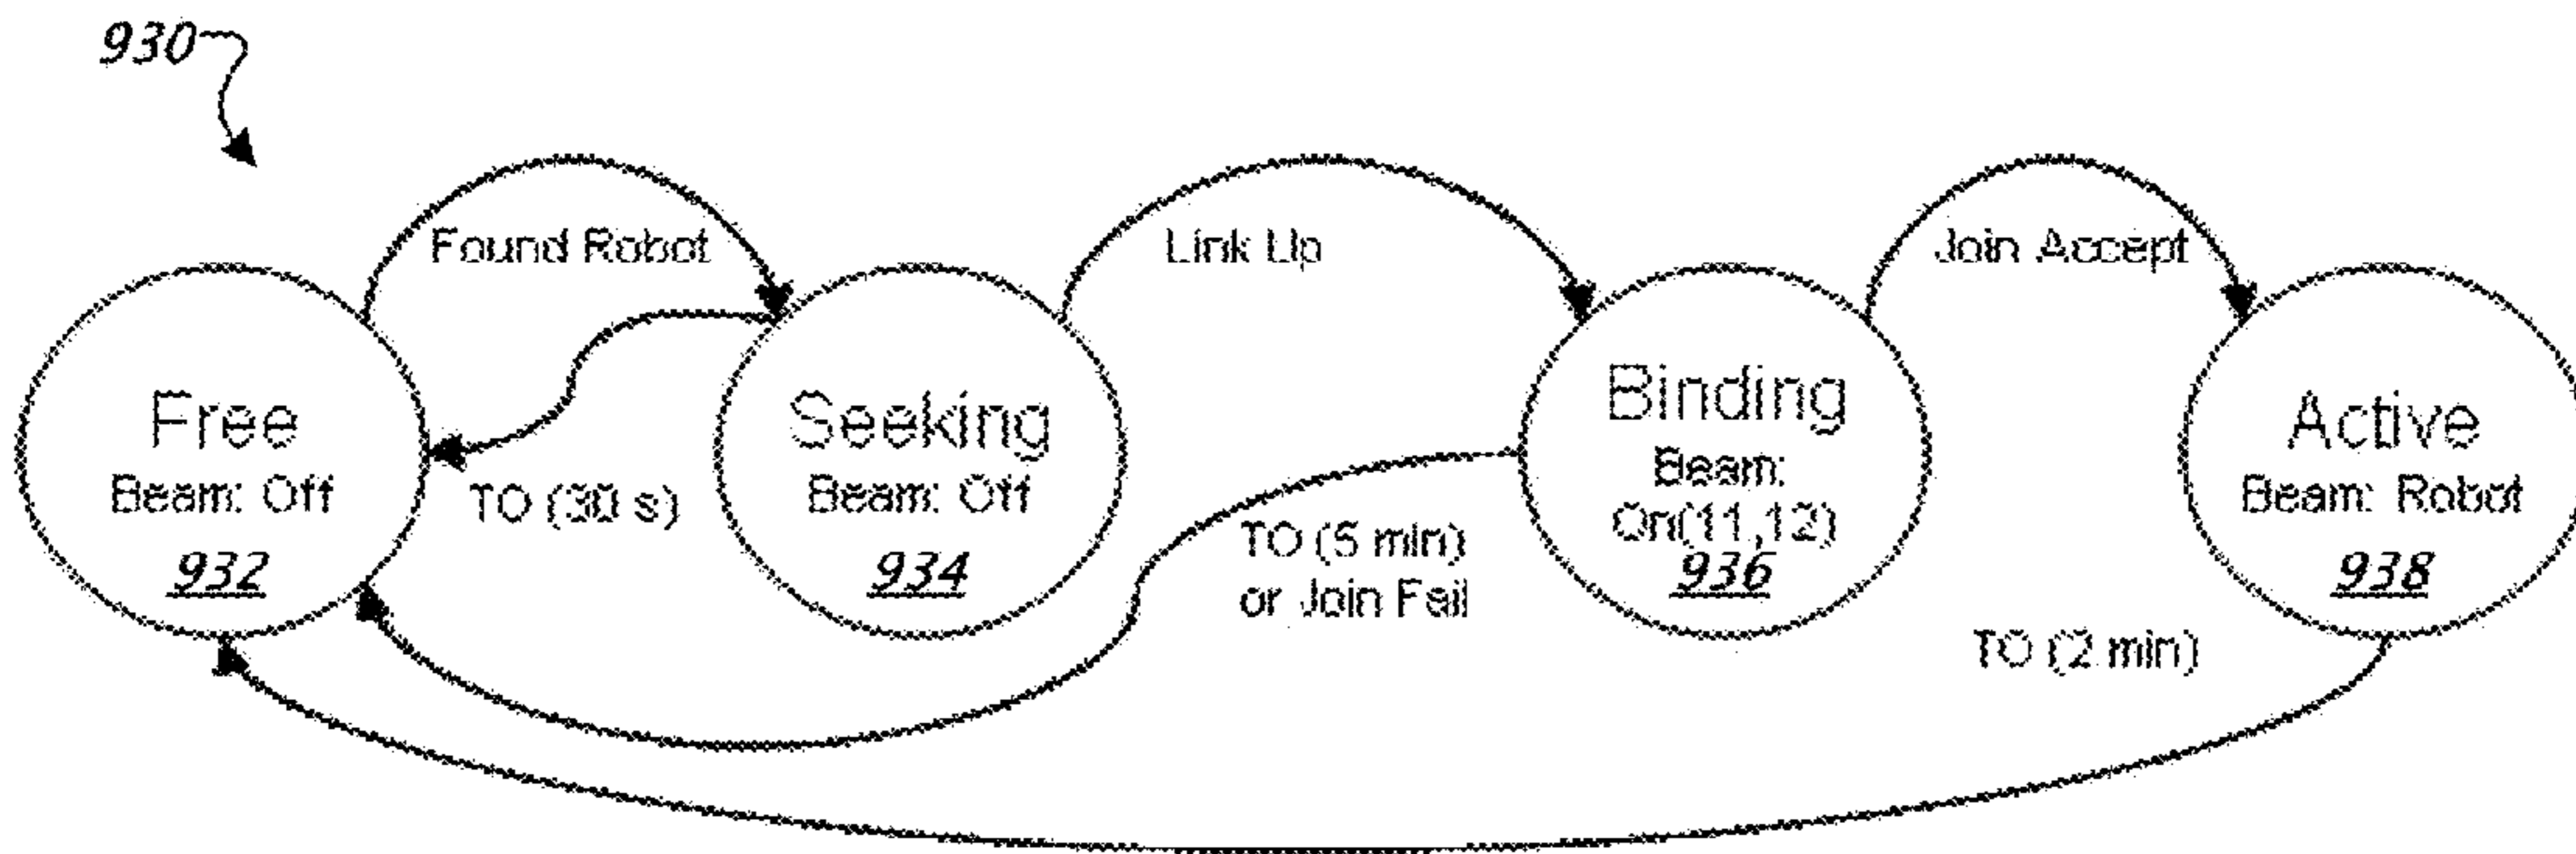 930
Found Robot
Link Up
Join Accept
Free
Beam: Off
932
TO (30 s)
Seeking
Beam: Off
934
TO (5 min)
or Join Fail
Binding
Beam:
On(11,12)
936
Active
Beam: Robot
938
TO (2 min)